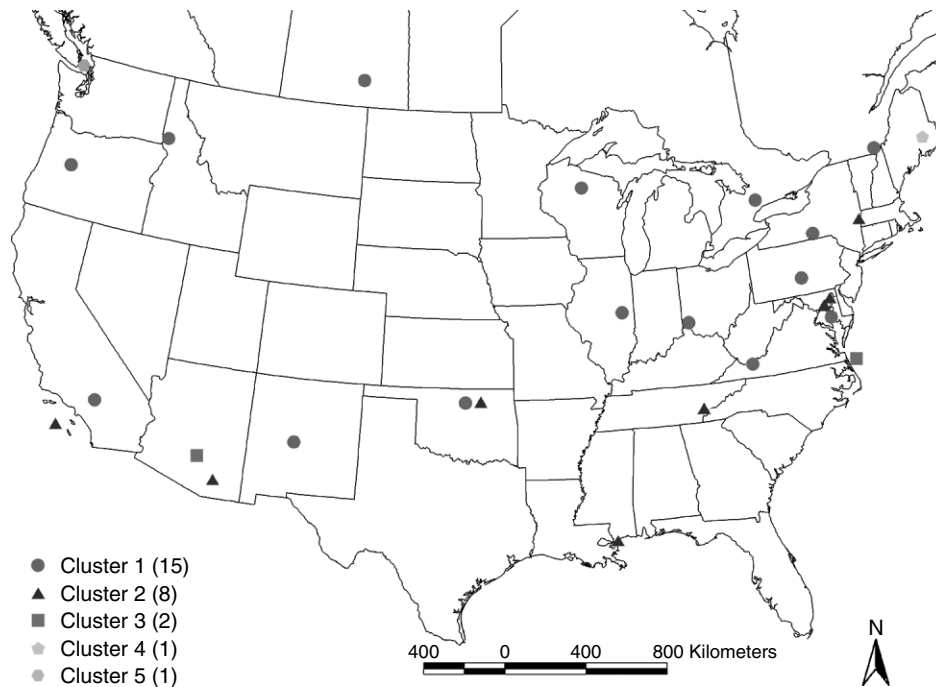 Cluster 1 (15)
Cluster 2 (8)
Cluster 3 (2)
Cluster 4 (1)
Cluster 5 (1)
400 0 400 800 Kilometers
N